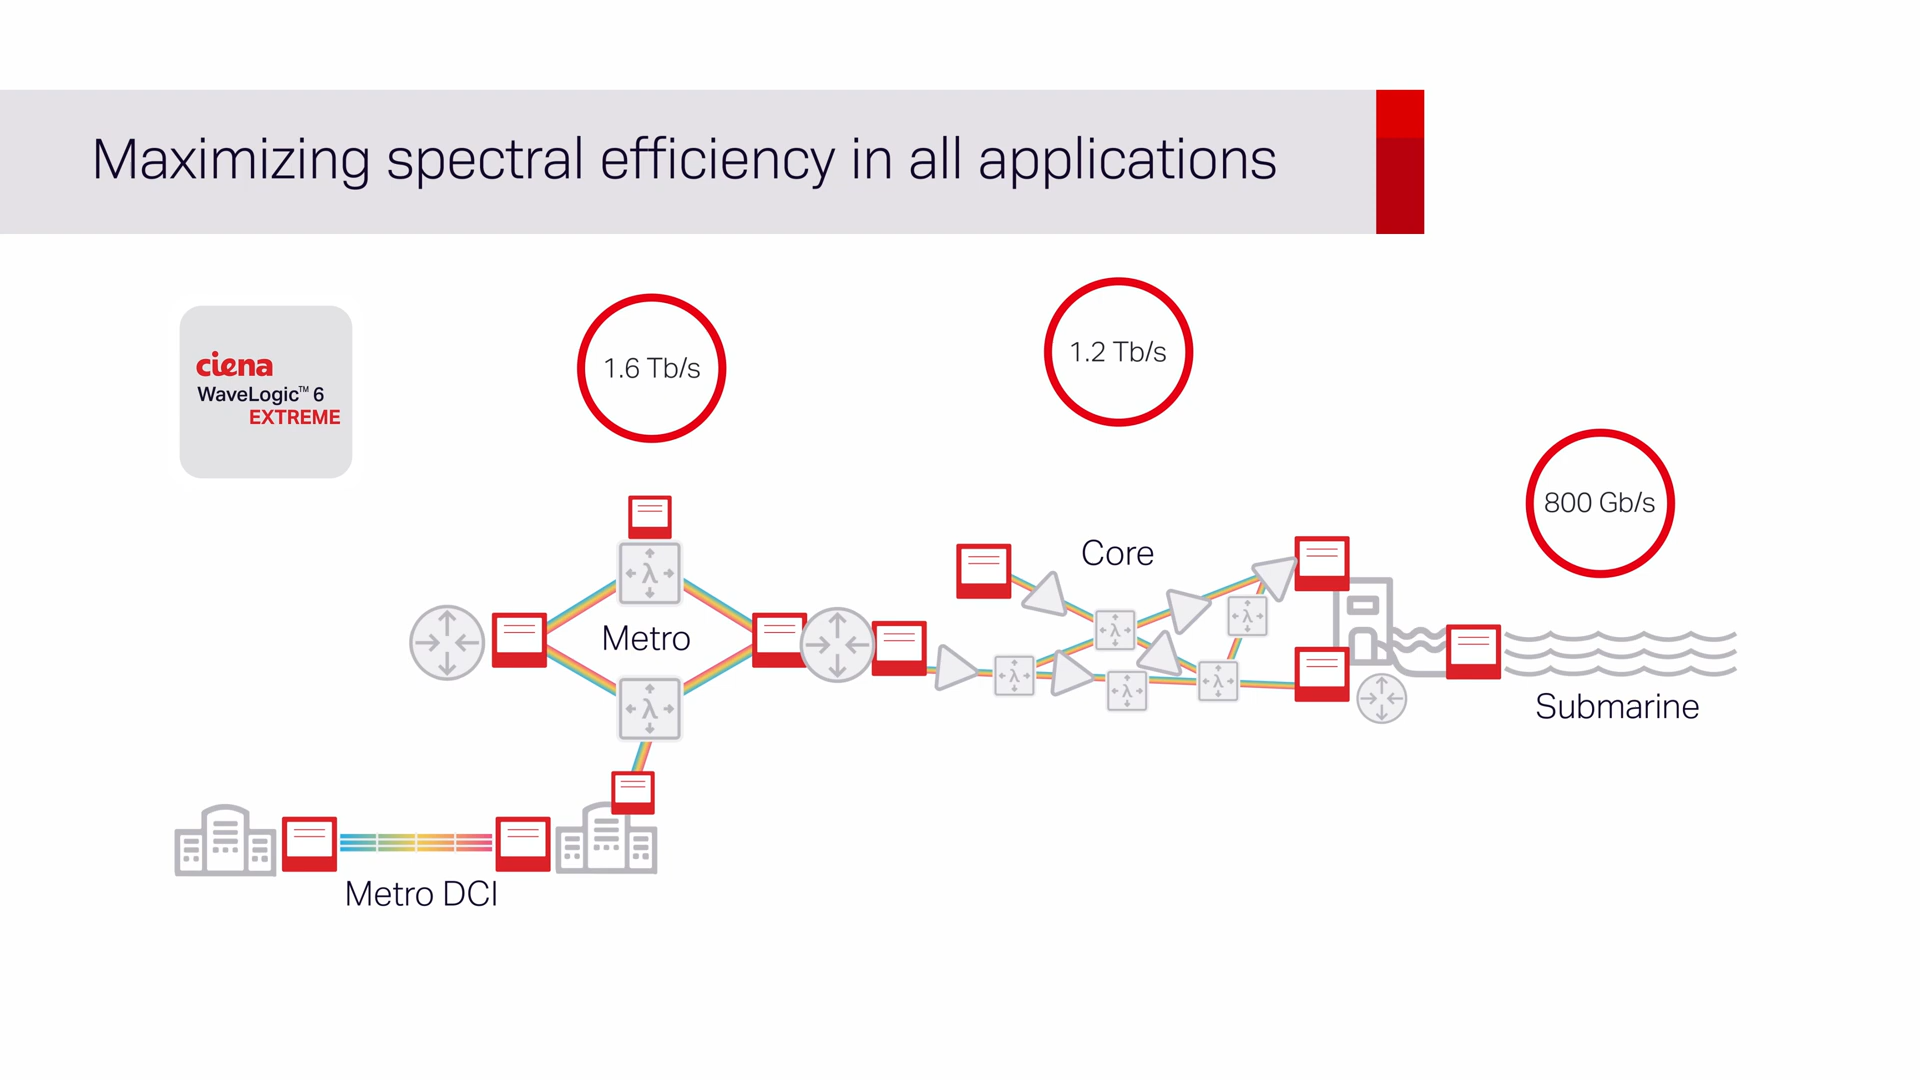 Maximizing spectral efficiency in all applications
ciena
WaveLogic™ 6
EXTREME
1.6 Tb/s
1.2 Tb/s
800 Gb/s
Core
λ
Metro
λ
λ
λ
λ
λ
λ
Submarine
Metro DCI